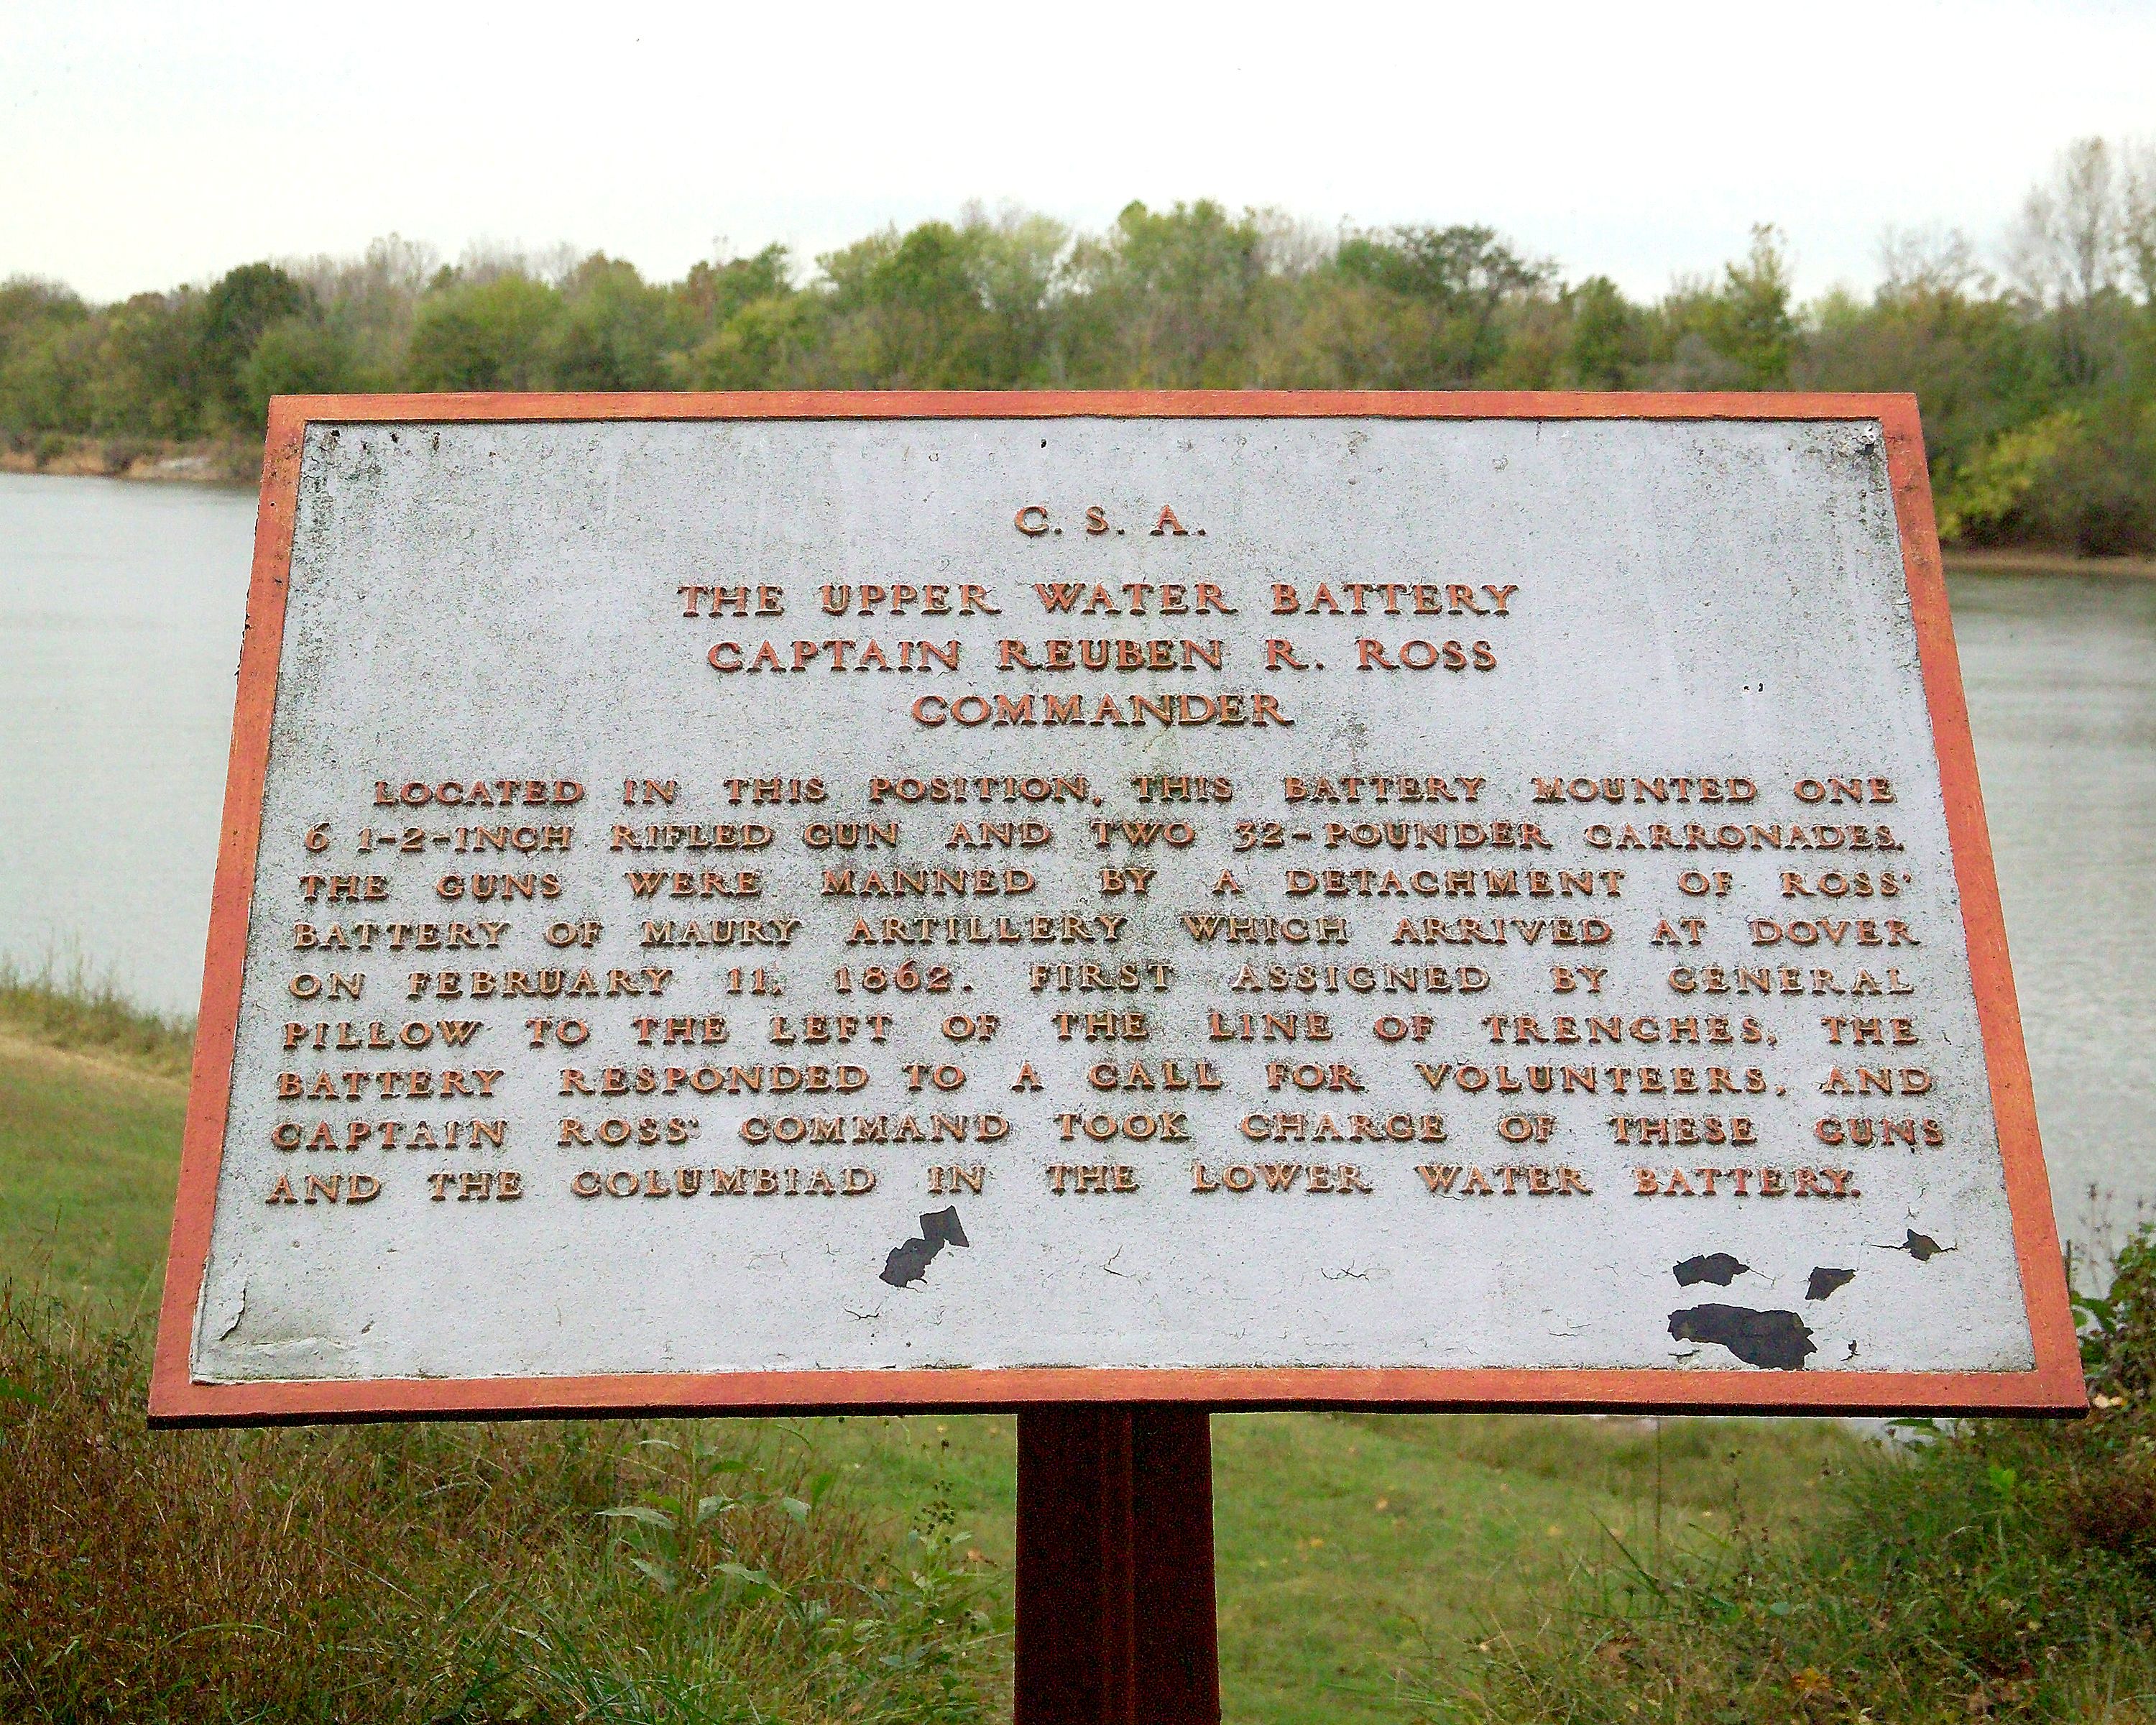 C. S. A.
THE UPPER WATER BATTERY
CAPTAIN REUBEN R. ROSS
COMMANDER
LOCATED IN THIS POSITION, THIS BATTERY MOUNTED ONE
6 1-2-INCH RIFLED GUN AND TWO 32-POUNDER CARRONADES.
THE GUNS WERE MANNED BY A DETACHMENT OF ROSS'
BATTERY OF MAURY ARTILLERY WHICH ARRIVED AT DOVER
ON FEBRUARY 11, 1862. FIRST ASSIGNED BY GENERAL
PILLOW TO THE LEFT OF THE LINE OF TRENCHES, THE
BATTERY RESPONDED TO A CALL FOR VOLUNTEERS, AND
CAPTAIN ROSS' COMMAND TOOK CHARGE OF THESE GUNS
AND THE COLUMBIAD IN THE LOWER WATER BATTERY.